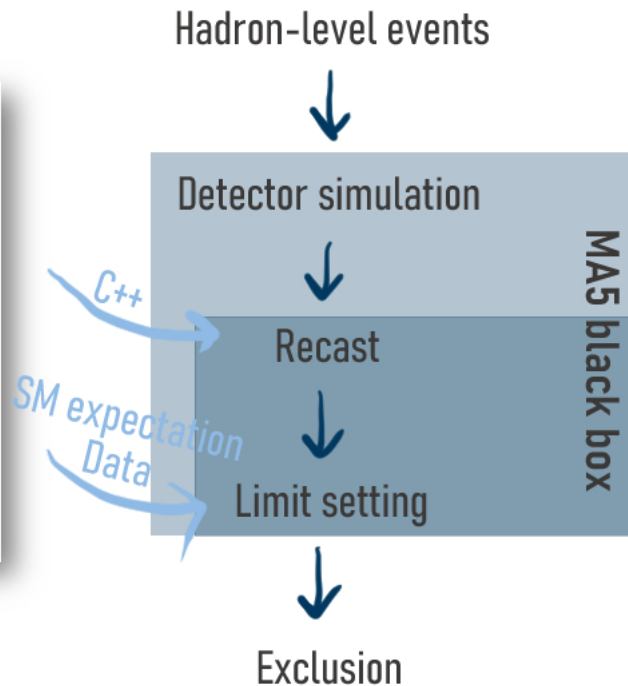 Hadron-level events
Detector simulation
C++
Recast
MA5 black box
SM expectation
Data
Limit setting
Exclusion